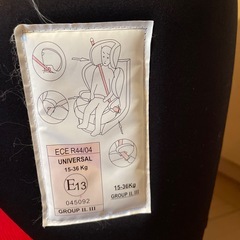 ECE R44/04
UNIVERSAL
15-36 Kg
E13
045092
GROUP II, III
15-36Kg
GROUP II, III